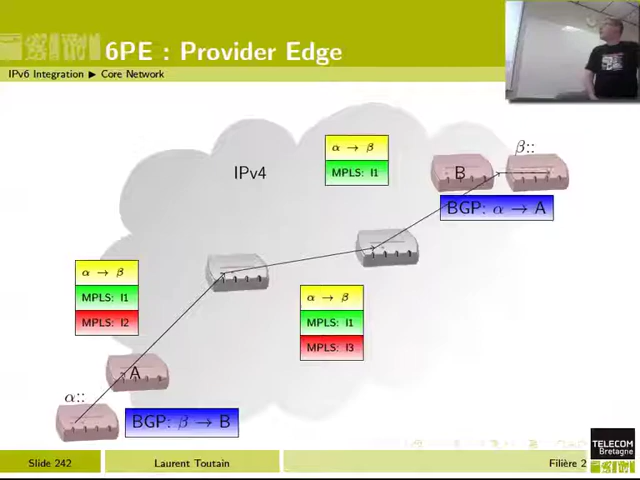 6PE : Provider Edge
IPv6 Integration ▶ Core Network
IPv4
α → β
MPLS: l1
B
β::
BGP: α → A
α → β
MPLS: l1
MPLS: l2
α → β
MPLS: l1
MPLS: l3
A
α::
BGP: β → B
TELECOM
Bretagne
Slide 242
Laurent Toutain
Filière 2